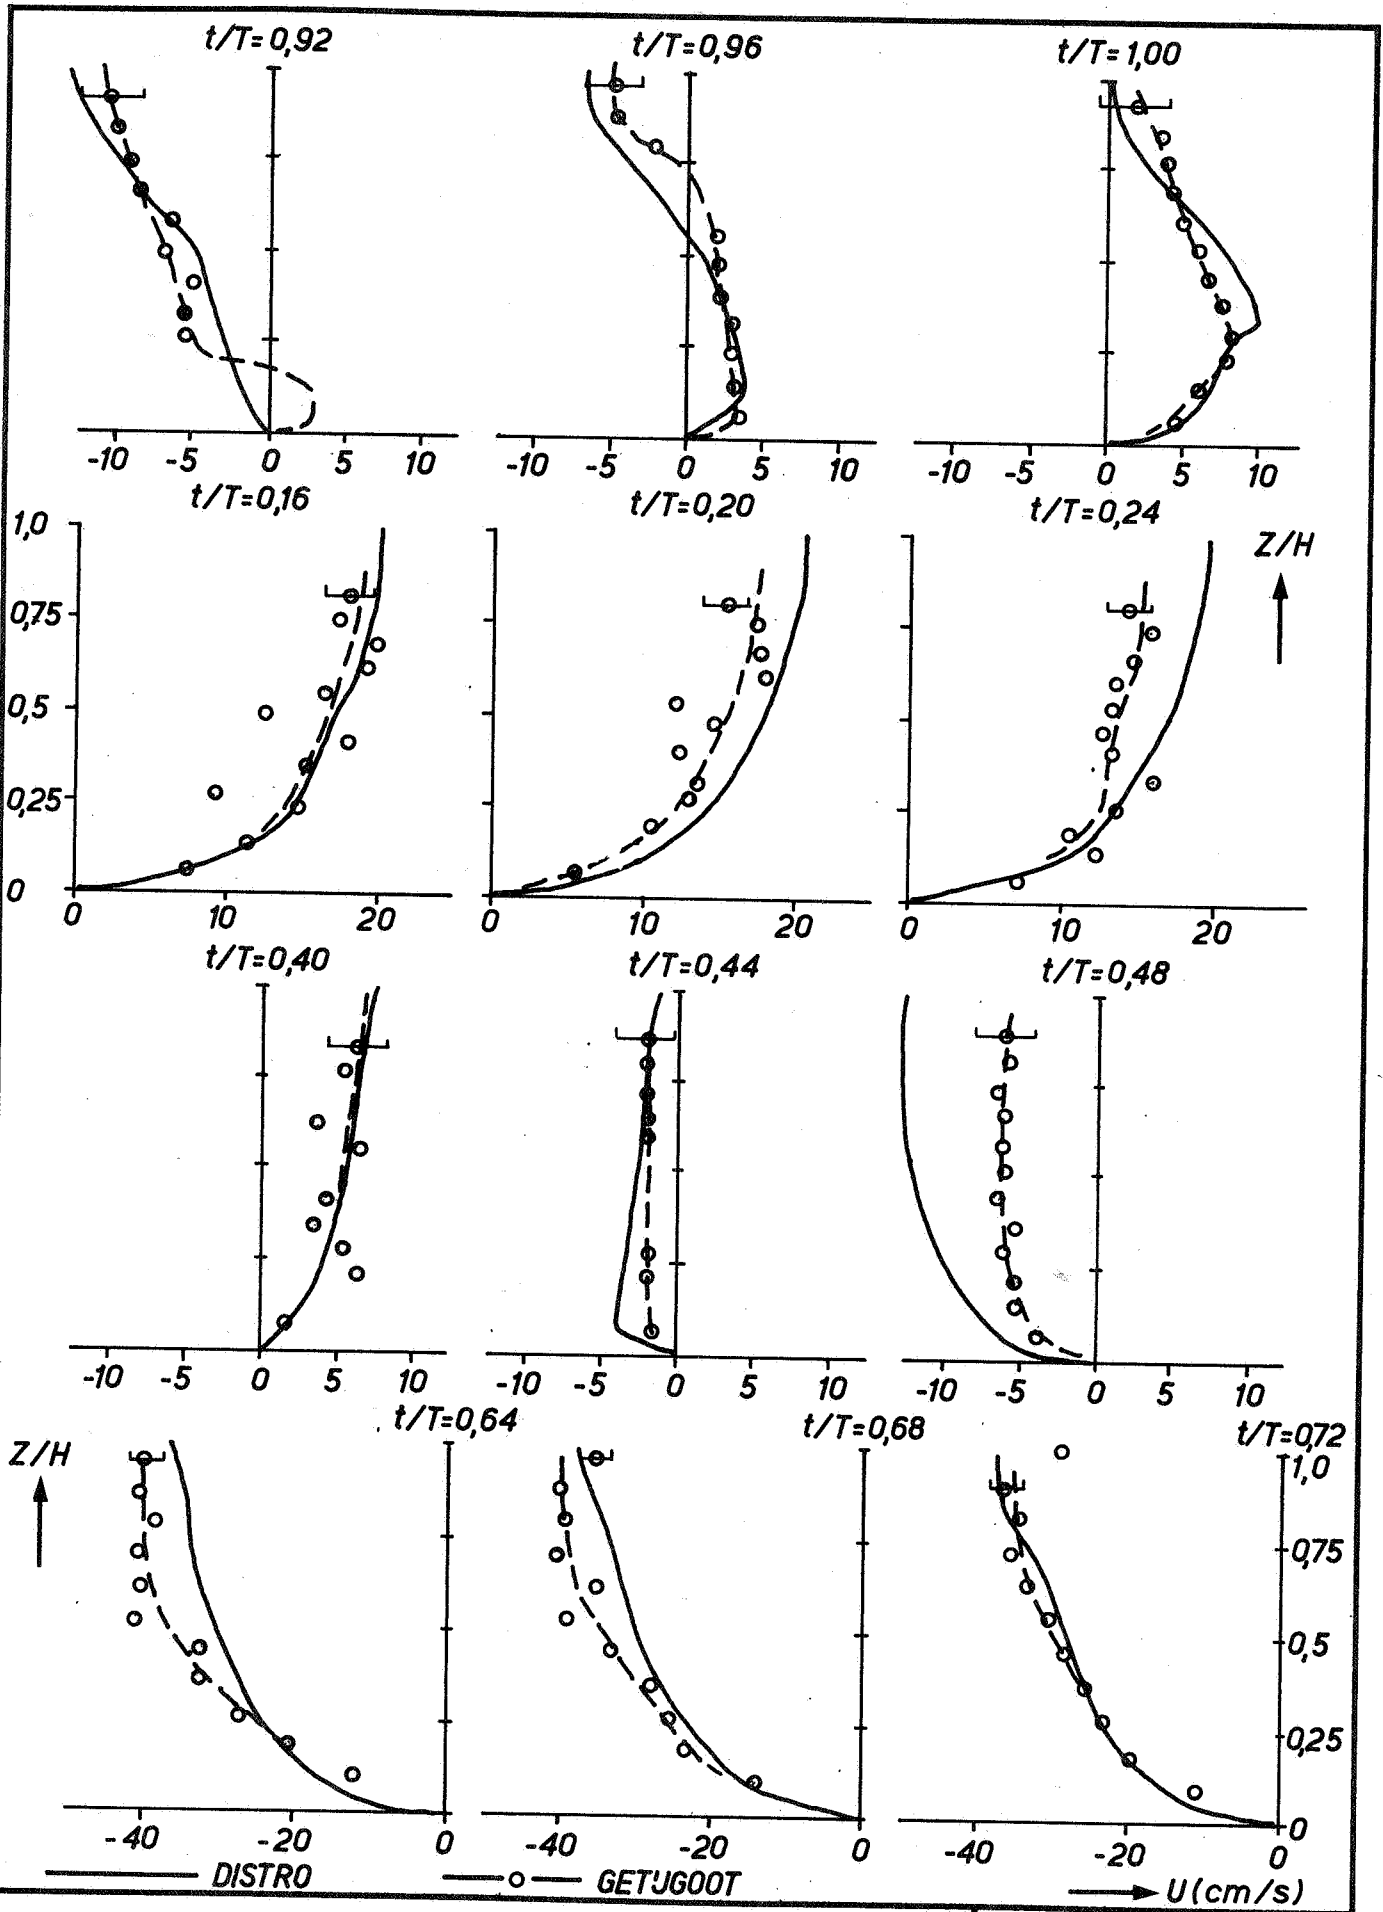 t/T=0,92 t/T=0,96 t/T=1,00
-10 -5 0 5 10 -10 -5 0 5 10 -10 -5 0 5 10
t/T=0,16 t/T=0,20 t/T=0,24
1,0
Z/H
0,75
0,5
0,25
0
0 10 20 0 10 20 0 10 20
t/T=0,40 t/T=0,44 t/T=0,48
-10 -5 0 5 10 -10 -5 0 5 10 -10 -5 0 5 10
t/T=0,64 t/T=0,68 t/T=0,72
Z/H
1,0
0,75
0,5
0,25
0
-40 -20 0 -40 -20 0 -40 -20 0
DISTRO GETIJGOOT U(cm/s)